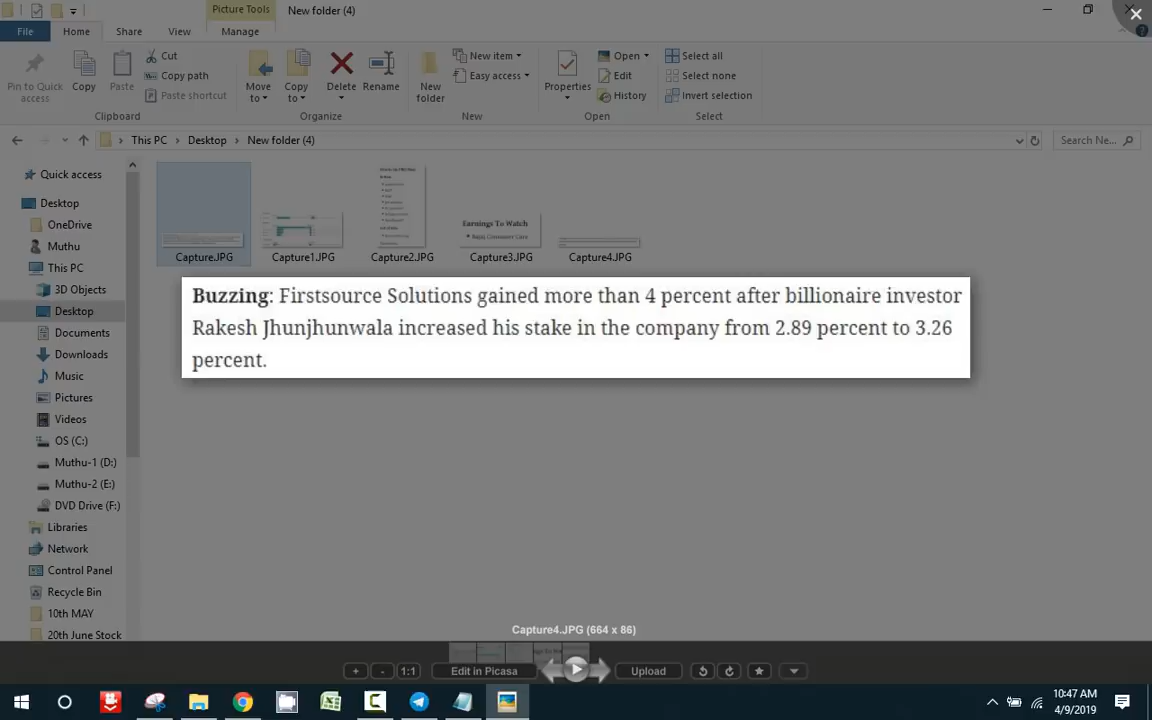 Picture Tools
New folder (4)
File
Home
Share
View
Manage
Pin to Quick access
Copy
Paste
Cut
Copy path
Paste shortcut
Clipboard
Move to
Copy to
Delete
Rename
Organize
New folder
New item
Easy access
New
Properties
Open
Edit
History
Open
Select all
Select none
Invert selection
Select
This PC
Desktop
New folder (4)
Search Ne...
Quick access
Desktop
OneDrive
Muthu
This PC
3D Objects
Desktop
Documents
Downloads
Music
Pictures
Videos
OS (C:)
Muthu-1 (D:)
Muthu-2 (E:)
DVD Drive (F:)
Libraries
Network
Control Panel
Recycle Bin
10th MAY
20th June Stock
Earnings To Watch
Capture.JPG
Capture1.JPG
Capture2.JPG
Capture3.JPG
Capture4.JPG
Buzzing: Firstsource Solutions gained more than 4 percent after billionaire investor
Rakesh Jhunjhunwala increased his stake in the company from 2.89 percent to 3.26
percent.
Capture4.JPG (664 x 86)
+
-
1:1
Edit in Picasa
Upload
10:47 AM
4/9/2019